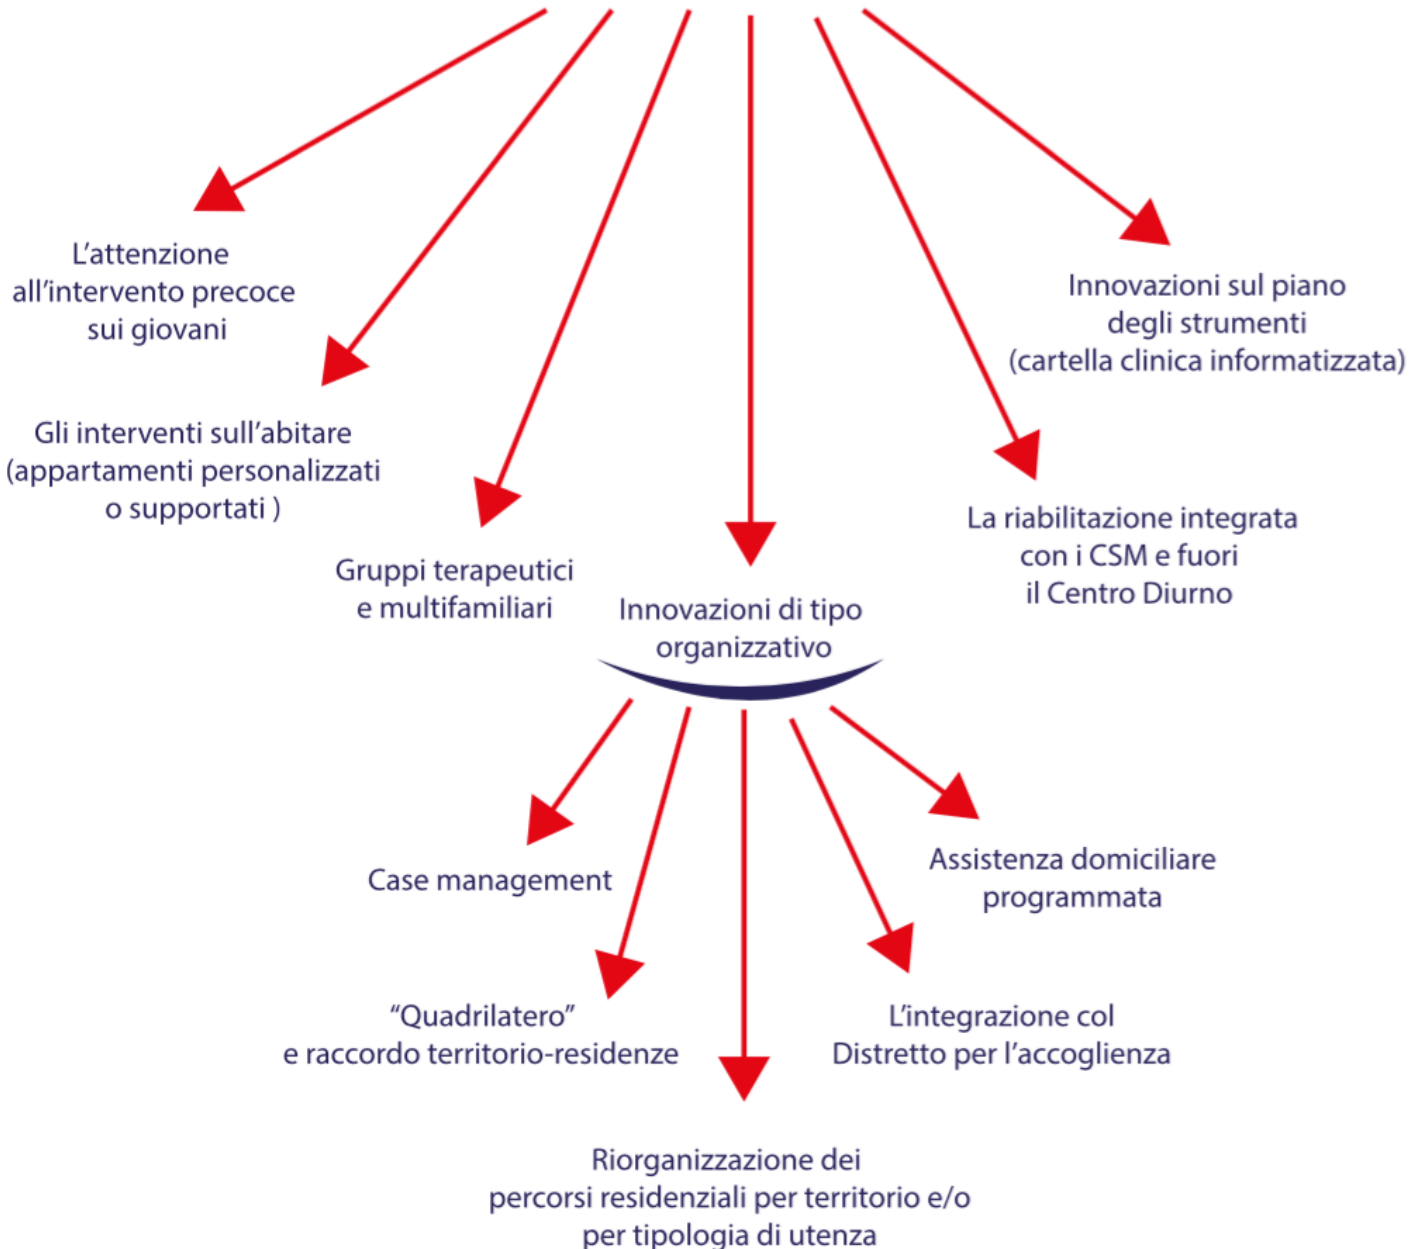 L'attenzione
all'intervento precoce
sui giovani
Gli interventi sull'abitare
(appartamenti personalizzati
o supportati )
Gruppi terapeutici
e multifamiliari
Innovazioni di tipo
organizzativo
La riabilitazione integrata
con i CSM e fuori
il Centro Diurno
Innovazioni sul piano
degli strumenti
(cartella clinica informatizzata)
Case management
“Quadrilatero”
e raccordo territorio-residenze
Riorganizzazione dei
percorsi residenziali per territorio e/o
per tipologia di utenza
L'integrazione col
Distretto per l'accoglienza
Assistenza domiciliare
programmata